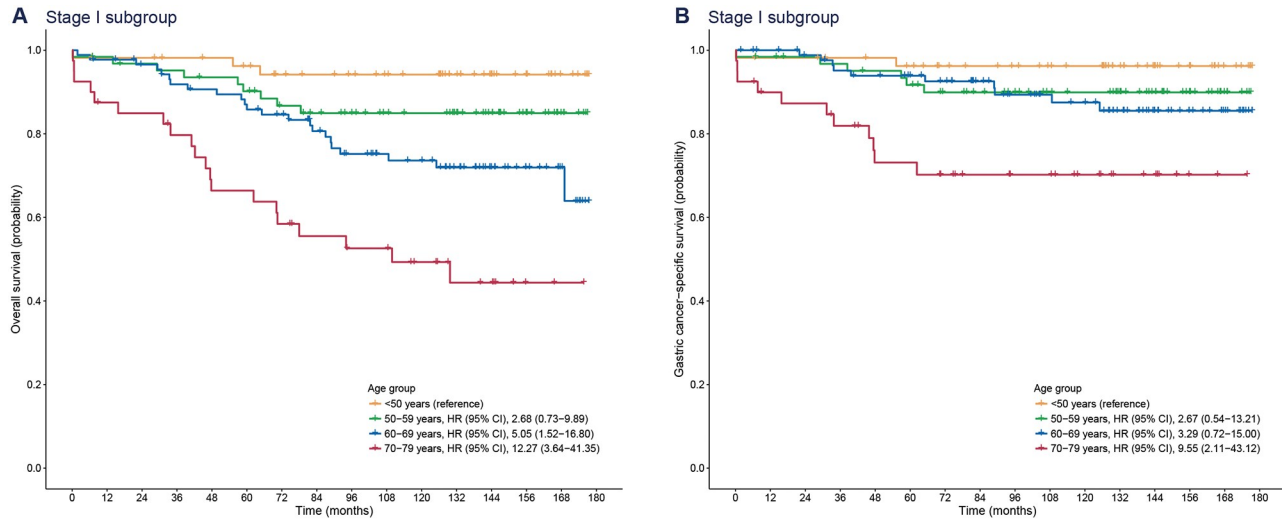 A Stage I subgroup
1.0
0.8
0.6
0.4
0.2
0.0
Overall survival (probability)
Age group
<50 years (reference)
50−59 years, HR (95% CI), 2.68 (0.73−9.89)
60−69 years, HR (95% CI), 5.05 (1.52−16.80)
70−79 years, HR (95% CI), 12.27 (3.64−41.35)
0 12 24 36 48 60 72 84 96 108 120 132 144 156 168 180
Time (months)
B Stage I subgroup
1.0
0.8
0.6
0.4
0.2
0.0
Gastric cancer−specific survival (probability)
Age group
<50 years (reference)
50−59 years, HR (95% CI), 2.67 (0.54−13.21)
60−69 years, HR (95% CI), 3.29 (0.72−15.00)
70−79 years, HR (95% CI), 9.55 (2.11−43.12)
0 12 24 36 48 60 72 84 96 108 120 132 144 156 168 180
Time (months)